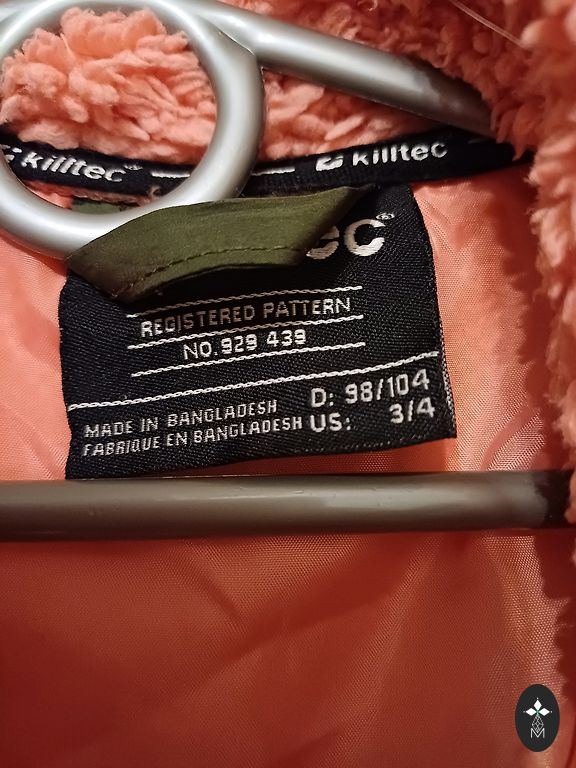 killtec
killtec
REGISTERED PATTERN
NO. 929 439
MADE IN BANGLADESH
FABRIQUE EN BANGLADESH
D: 98/104
US: 3/4